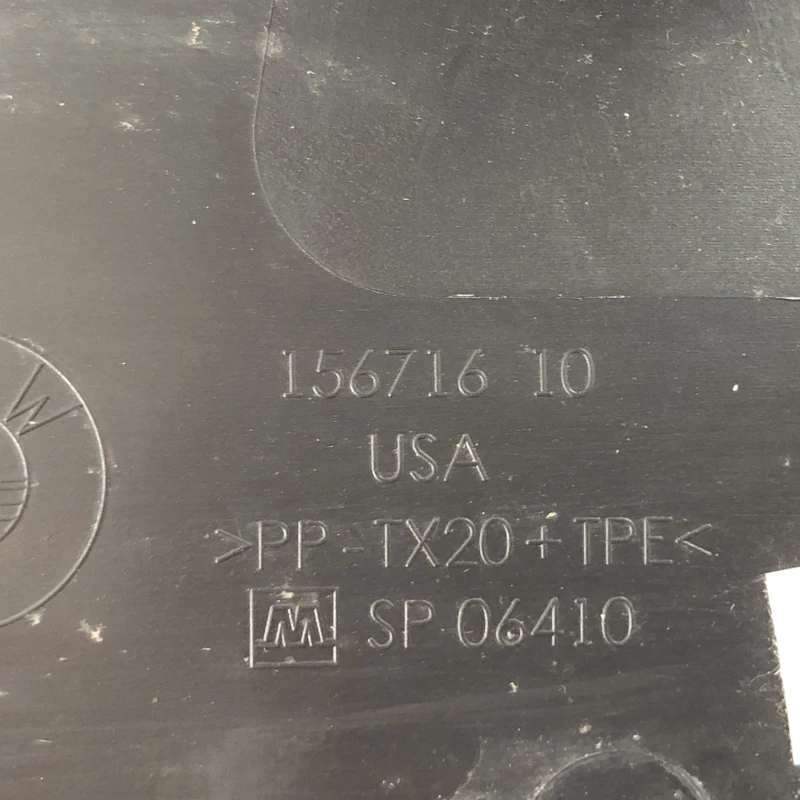 156716 10
USA
W
>PP-TX20+TPE<
M SP 06410